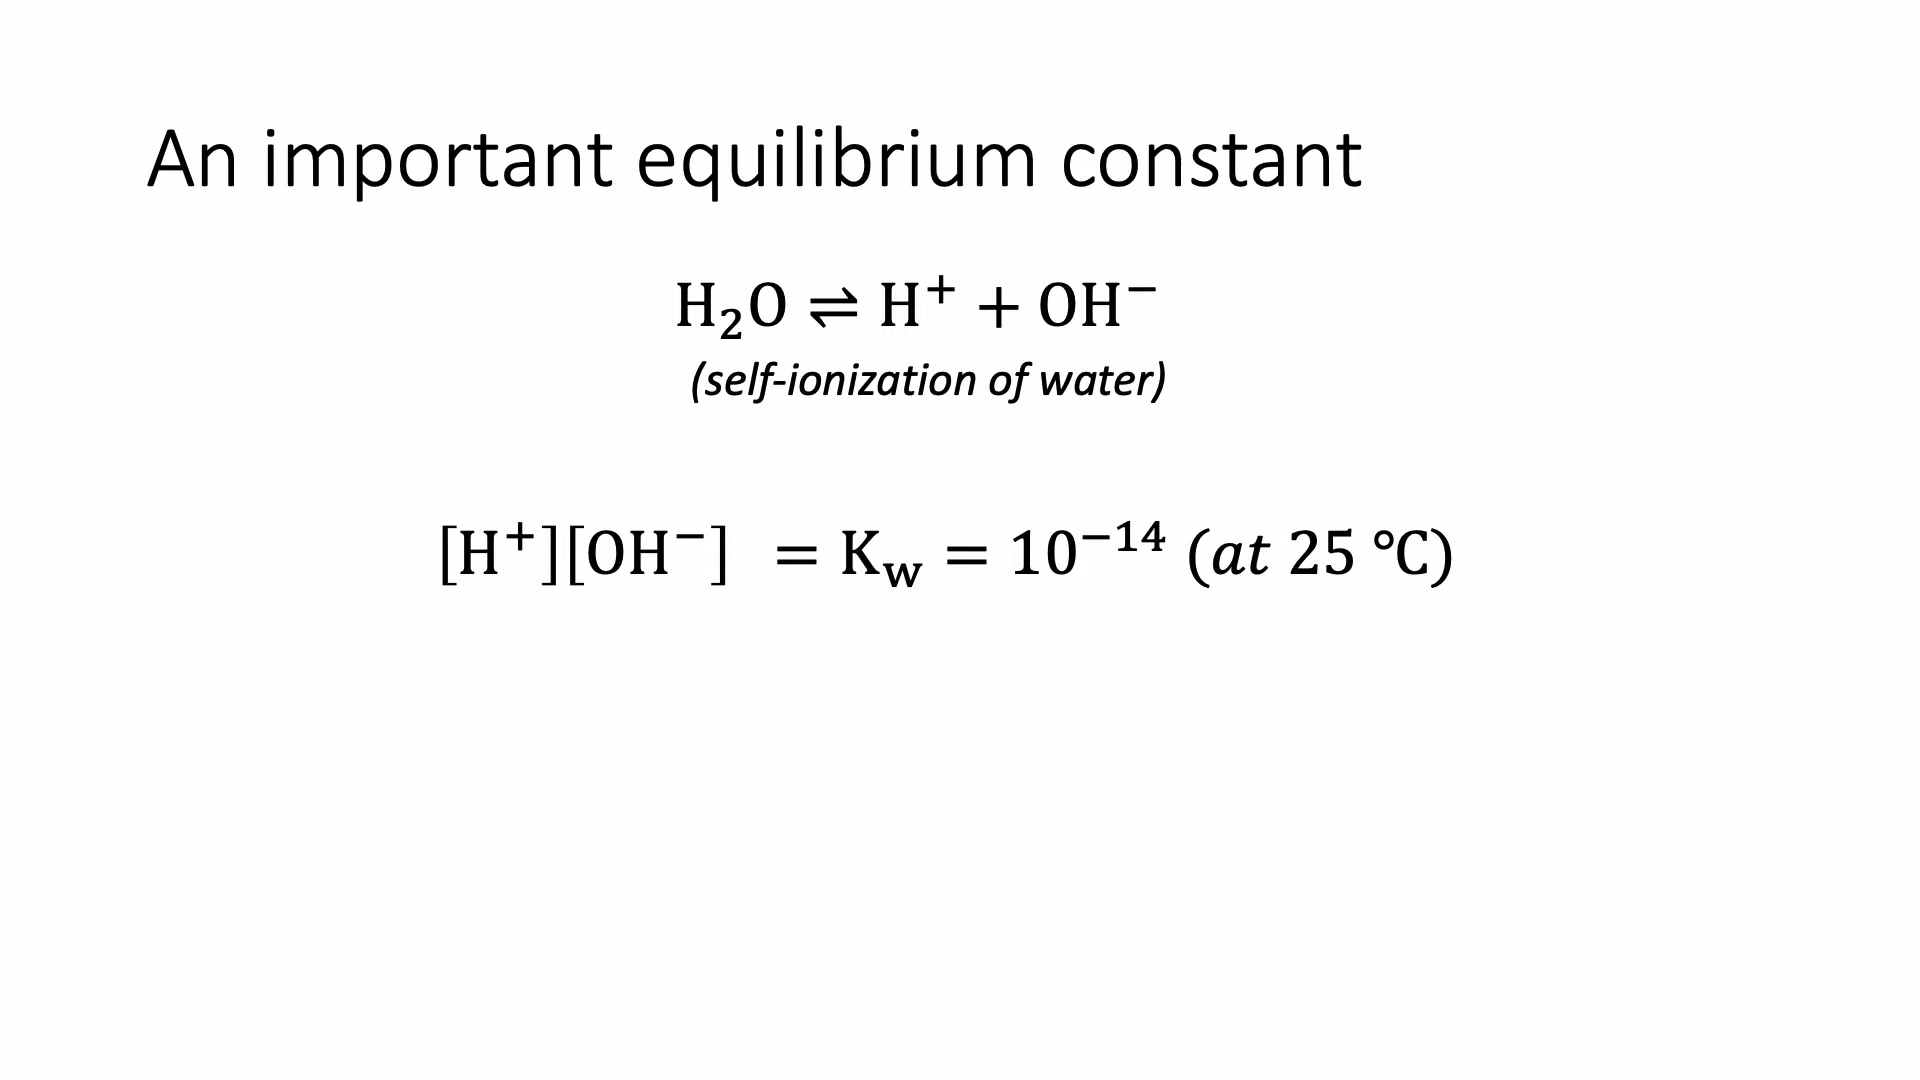 An important equilibrium constant
H₂O ⇌ H⁺ + OH⁻
(self-ionization of water)
[H⁺][OH⁻] = K_w = 10⁻¹⁴ (at 25 ℃)